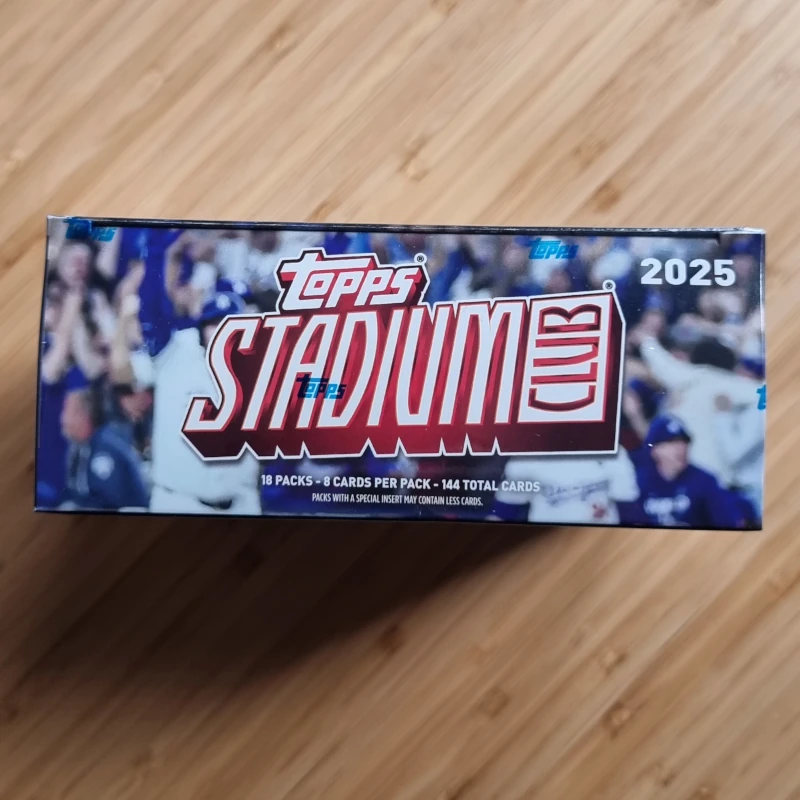 topps
topps
2025
topps®
STADIUM CLUB®
topps
18 PACKS - 8 CARDS PER PACK - 144 TOTAL CARDS
PACKS WITH A SPECIAL INSERT MAY CONTAIN LESS CARDS.